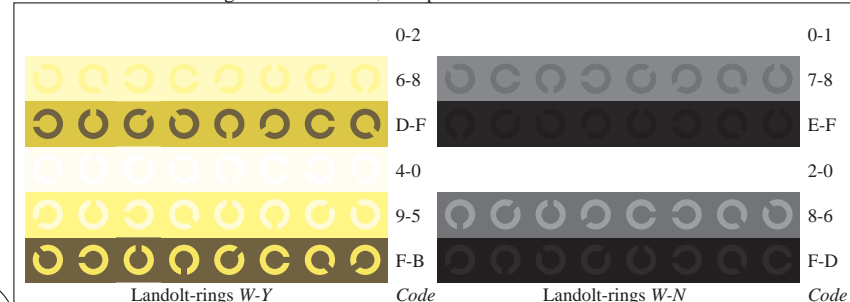 0-2 0-1
6-8 7-8
D-F E-F
4-0 2-0
9-5 8-6
F-B F-D
Landolt-rings W-Y Code Landolt-rings W-N Code